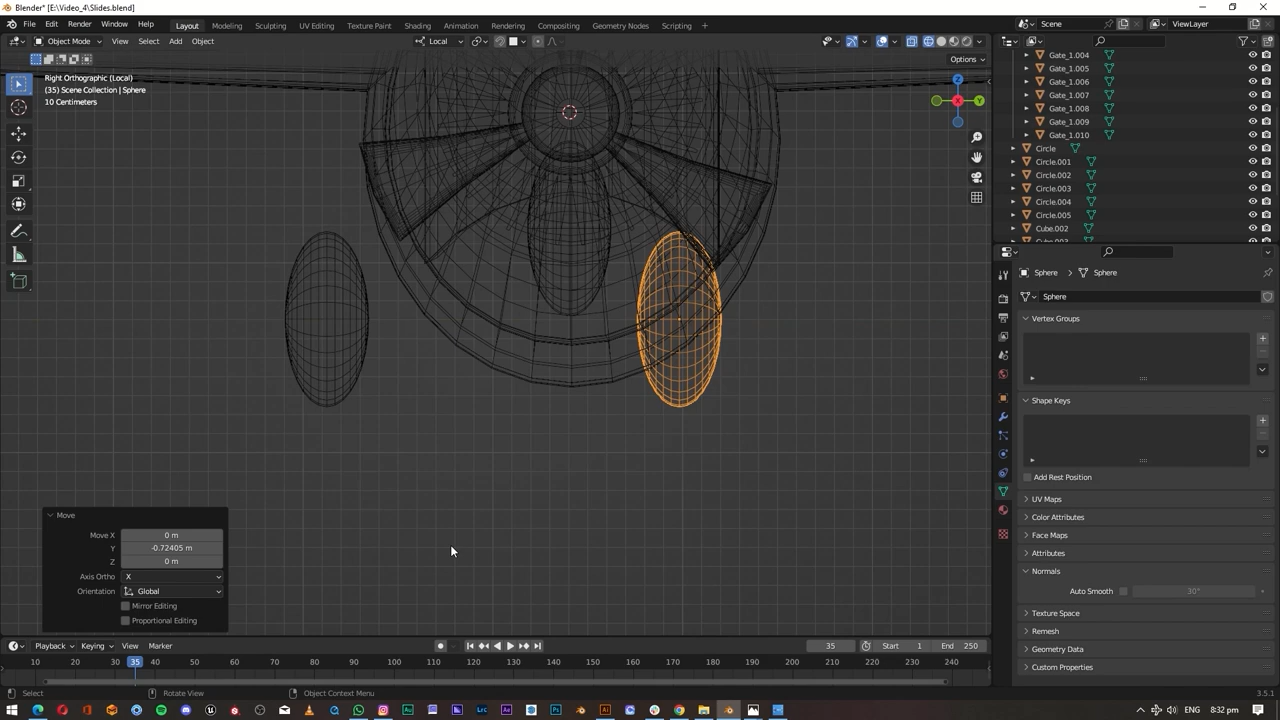 Blender* [E:\Video_4\Slides.blend]
File Edit Render Window Help Layout Modeling Sculpting UV Editing Texture Paint Shading Animation Rendering Compositing Geometry Nodes Scripting Scene ViewLayer
Object Mode View Select Add Object Local
Options
Right Orthographic (Local)
(35) Scene Collection | Sphere
10 Centimeters
Z
X
Y
Gate_1.004
Gate_1.005
Gate_1.006
Gate_1.007
Gate_1.008
Gate_1.009
Gate_1.010
Circle
Circle.001
Circle.002
Circle.003
Circle.004
Circle.005
Cube.002
Cube.003
Sphere Sphere
Sphere
Vertex Groups
Shape Keys
Add Rest Position
UV Maps
Color Attributes
Face Maps
Attributes
Normals
Auto Smooth 30°
Texture Space
Remesh
Geometry Data
Custom Properties
Move
Move X 0 m
Y -0.72405 m
Z 0 m
Axis Ortho X
Orientation Global
Mirror Editing
Proportional Editing
Playback Keying View Marker 35 Start 1 End 250
10 20 30 35 40 50 60 70 80 90 100 110 120 130 140 150 160 170 180 190 200 210 220 230 240
Select Rotate View Object Context Menu 3.5.1
ENG 8:32 pm